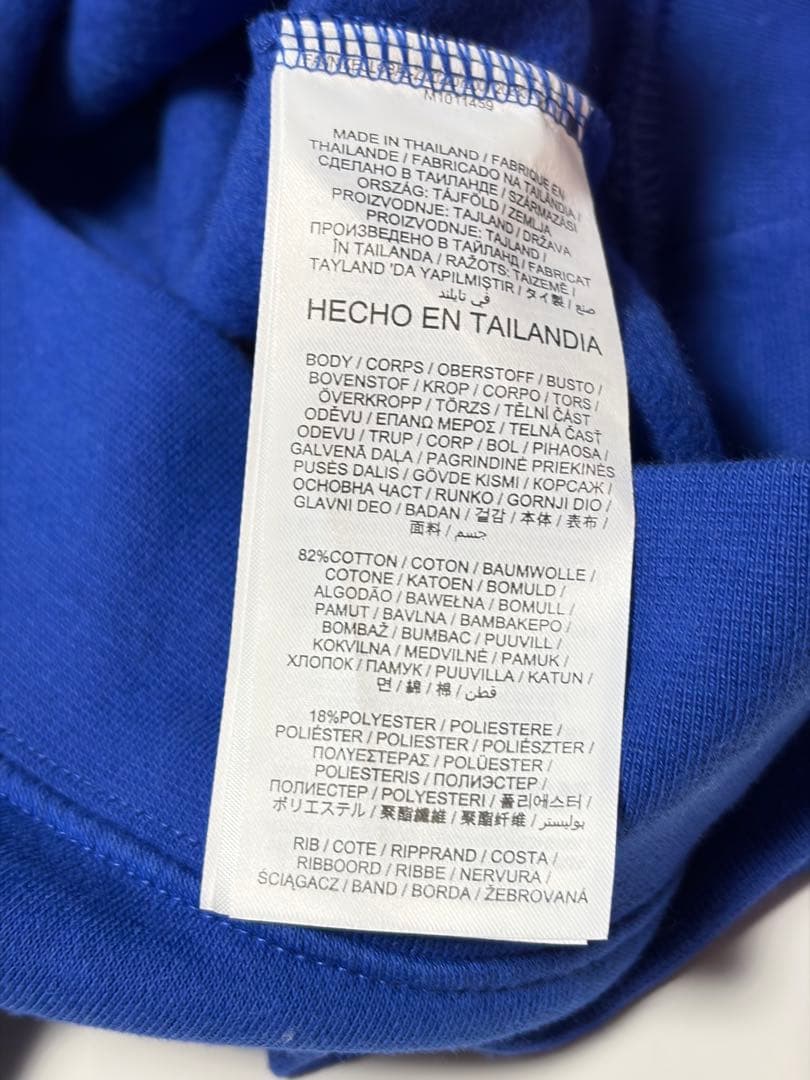 M1011459
MADE IN THAILAND / FABRIQUÉ EN
THAILANDE / FABRICADO NA TAILÂNDIA /
СДЕЛАНО В ТАИЛАНДЕ / SZÁRMAZÁSI
ORSZÁG: TÁJFÖLD / ZEMLJA
PROIZVODNJE: TAJLAND / DRŽAVA
PROIZVODNJE: TAJLAND /
ПРОИЗВЕДЕНО В ТАЙЛАНД / FABRICAT
ÎN TAILANDA / RAŽOTS: TAIZEMĒ /
TAYLAND 'DA YAPILMIŞTIR / タイ製 / صنع
في تايلند
HECHO EN TAILANDIA
BODY / CORPS / OBERSTOFF / BUSTO /
BOVENSTOF / KROP / CORPO / TORS /
ÖVERKROPP / TÖRZS / TĚLNÍ ČÁST
ODĚVU / ΕΠΑΝΩ ΜΕΡΟΣ / TELNÁ ČASŤ
ODEVU / TRUP / CORP / BOL / PIHAOSA /
GALVENĀ DAĻA / PAGRINDINĖ PRIEKINĖS
PUSĖS DALIS / GÖVDE KISMI / КОРСАЖ /
ОСНОВНА ЧАСТ / RUNKO / GORNJI DIO /
GLAVNI DEO / BADAN / 겉감 / 本体 / 表布 /
面料 / جسم
82%COTTON / COTON / BAUMWOLLE /
COTONE / KATOEN / BOMULD /
ALGODÃO / BAWEŁNA / BOMULL /
PAMUT / BAVLNA / ΒΑΜΒΑΚΕΡΟ /
BOMBAŽ / BUMBAC / PUUVILL /
KOKVILNA / MEDVILNĖ / PAMUK /
ХЛОПОК / ПАМУК / PUUVILLA / KATUN /
면 / 綿 / 棉 / قطن
18%POLYESTER / POLIESTERE /
POLIÉSTER / POLIESTER / POLIÉSZTER /
ΠΟΛΥΕΣΤΕΡΑΣ / POLÜESTER /
POLIESTERIS / ПОЛИЭСТЕР /
ПОЛИЕСТЕР / POLYESTERI / 폴리에스터 /
ポリエステル / 聚酯纖維 / 聚酯纤维 / بوليستر
RIB / COTE / RIPPRAND / COSTA /
RIBBOORD / RIBBE / NERVURA /
ŚCIĄGACZ / BAND / BORDA / ŽEBROVANÁ